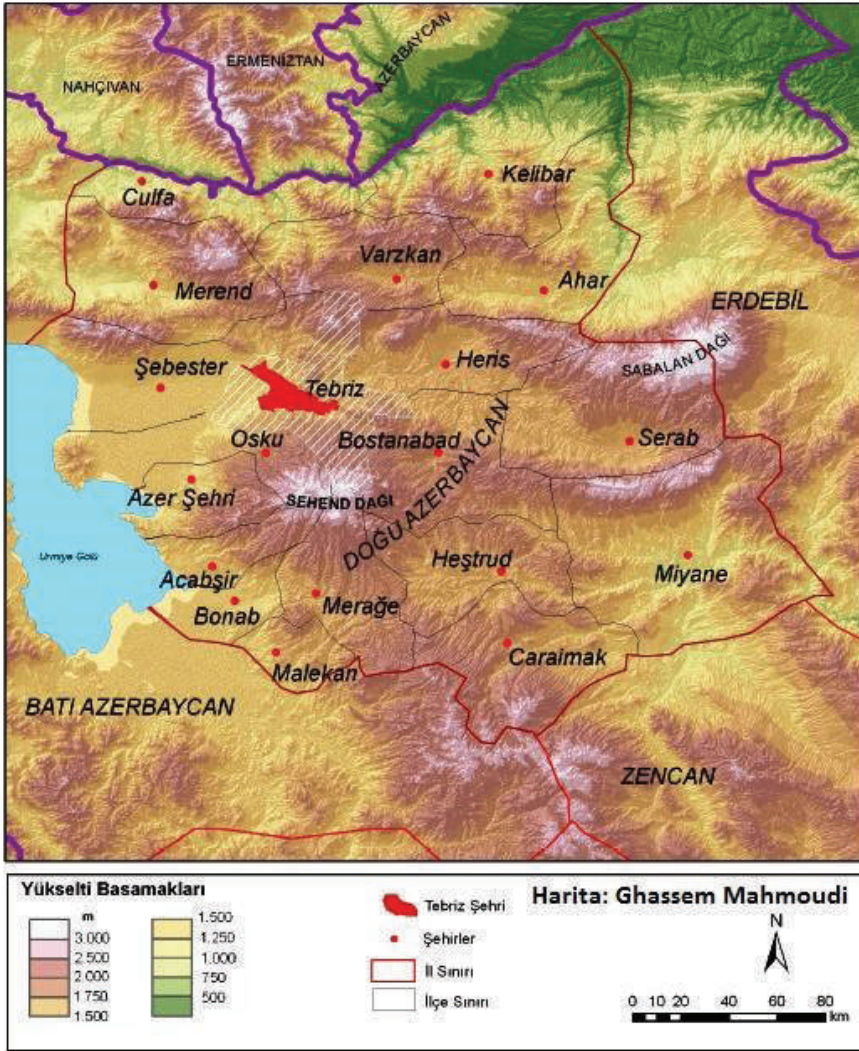 NAHÇIVAN
ERMENİZTAN
AZERBAYCAN
Culfa
Kelibar
Varzkan
Merend
Ahar
ERDEBİL
SABALAN DAĞI
Şebester
Tebriz
Heris
Osku
Bostanabad
Serab
Azer Şehri
SEHEND DAĞI
DOĞU AZERBAYCAN
Urmiye Gölü
Acabşir
Heştrud
Miyane
Bonab
Merağe
Malekan
Caraimak
BATI AZERBAYCAN
ZENCAN
Yükselti Basamakları
m
3.000
2.500
2.000
1.750
1.500
1.500
1.250
1.000
750
500
Tebriz Şehri
Şehirler
İl Sınırı
İlçe Sınırı
Harita: Ghassem Mahmoudi
N
0 10 20 40 60 80
km